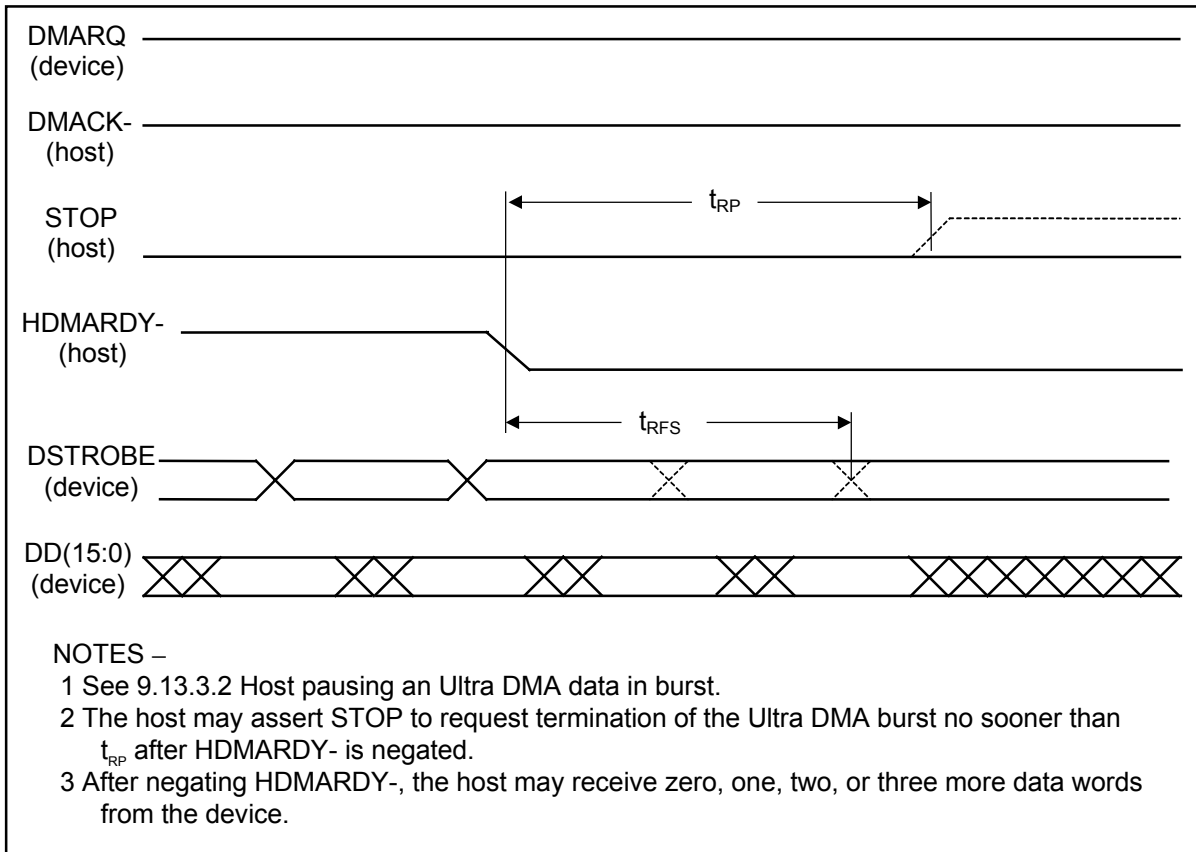 DMARQ
(device)
DMACK-
(host)
STOP
(host)
tRP
HDMARDY-
(host)
tRFS
DSTROBE
(device)
DD(15:0)
(device)
NOTES –
1 See 9.13.3.2 Host pausing an Ultra DMA data in burst.
2 The host may assert STOP to request termination of the Ultra DMA burst no sooner than
tRP after HDMARDY- is negated.
3 After negating HDMARDY-, the host may receive zero, one, two, or three more data words
from the device.